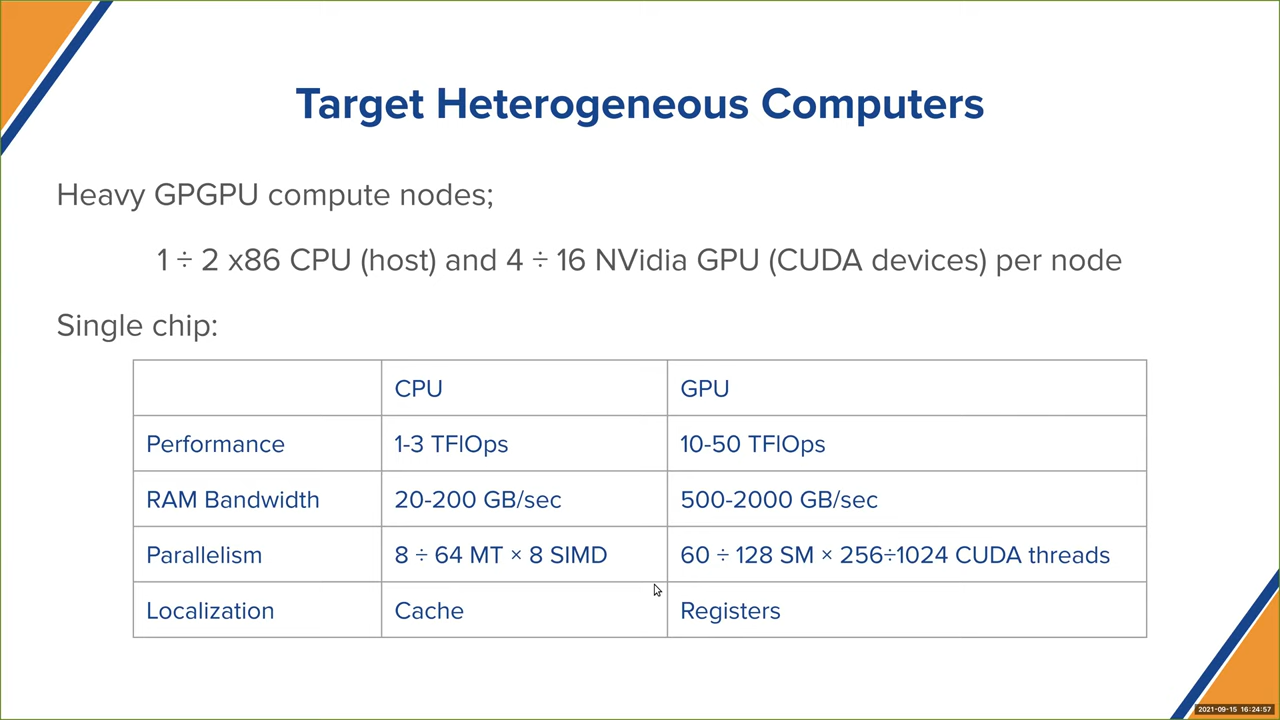 Target Heterogeneous Computers
Heavy GPGPU compute nodes;
1 ÷ 2 x86 CPU (host) and 4 ÷ 16 NVidia GPU (CUDA devices) per node
Single chip:
CPU GPU
Performance 1-3 TFlOps 10-50 TFlOps
RAM Bandwidth 20-200 GB/sec 500-2000 GB/sec
Parallelism 8 ÷ 64 MT × 8 SIMD 60 ÷ 128 SM × 256÷1024 CUDA threads
Localization Cache Registers
2021-09-15 16:24:57